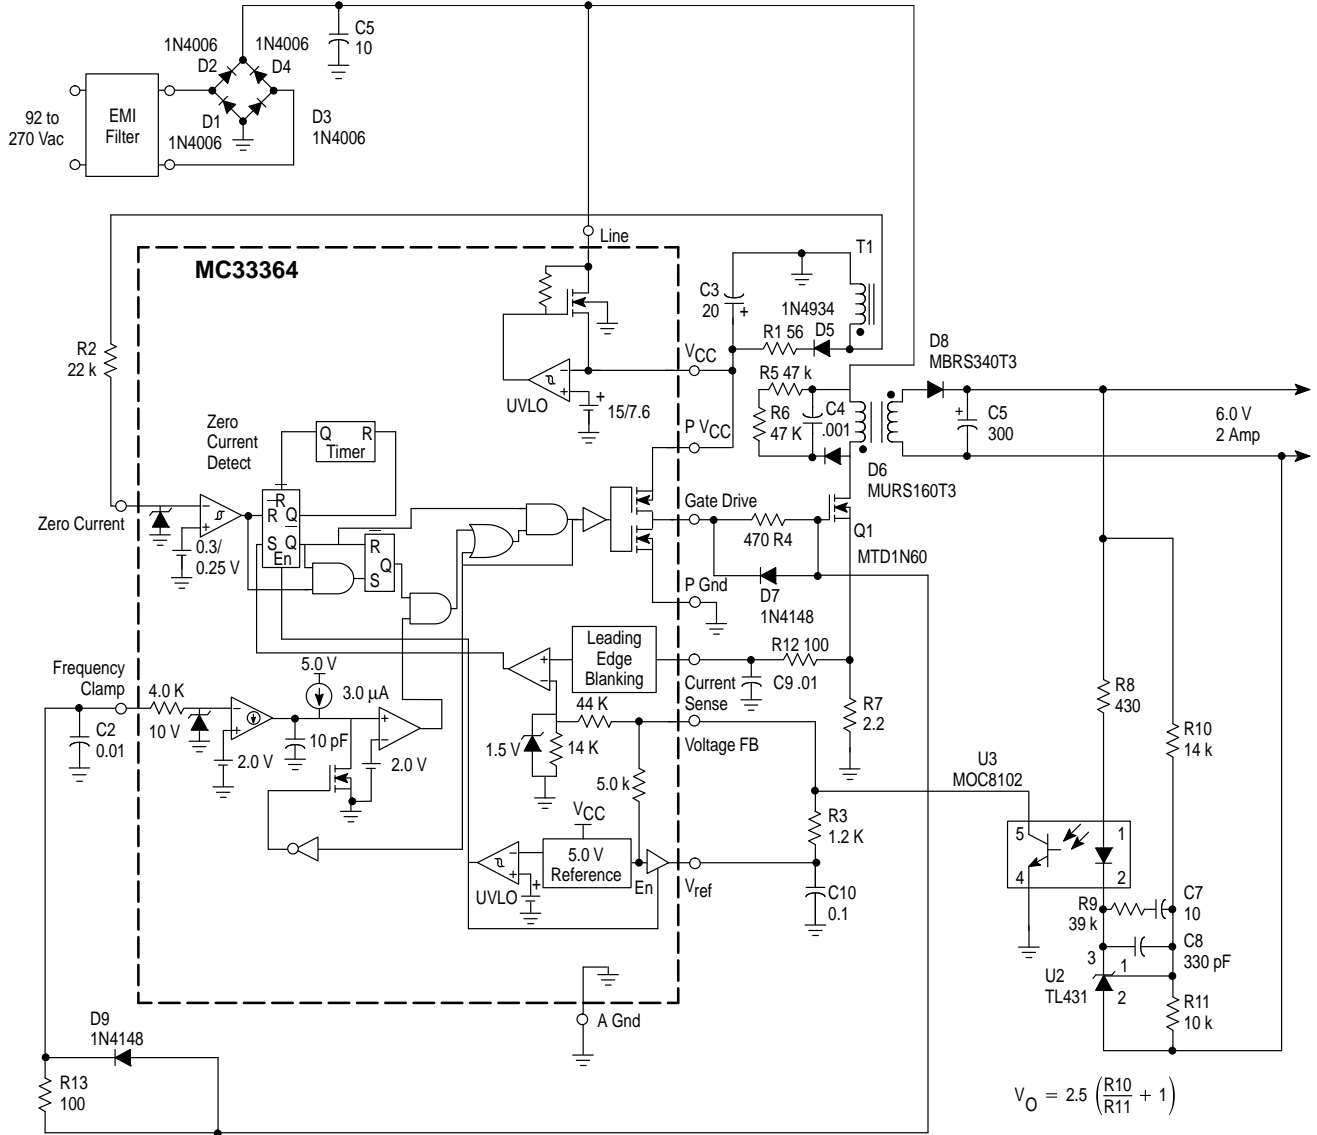 C5
10
1N4006
1N4006
D2
D4
92 to
270 Vac
EMI
Filter
D1
1N4006
D3
1N4006
Line
MC33364
T1
C3
20
+
1N4934
R1 56
D5
VCC
R2
22 k
UVLO
+
15/7.6
D8
MBRS340T3
R5 47 k
R6
47 K
C4
.001
+
C5
300
6.0 V
2 Amp
P VCC
D6
MURS160T3
Zero
Current
Detect
Q R
Timer
Zero Current
R
R Q
S Q
En
R
Q
S
0.3/
0.25 V
Gate Drive
470 R4
Q1
MTD1N60
D7
1N4148
P Gnd
Leading
Edge
Blanking
R12 100
C9 .01
Current
Sense
R7
2.2
Frequency
Clamp
4.0 K
10 V
C2
0.01
5.0 V
3.0 µA
10 pF
2.0 V
2.0 V
44 K
1.5 V
14 K
Voltage FB
5.0 k
R8
430
R10
14 k
U3
MOC8102
R3
1.2 K
VCC
5.0 V
Reference
UVLO
En
Vref
C10
0.1
5
4
1
2
R9
39 k
C7
10
C8
330 pF
3
1
2
U2
TL431
R11
10 k
A Gnd
D9
1N4148
R13
100
VO = 2.5 (R10/R11 + 1)